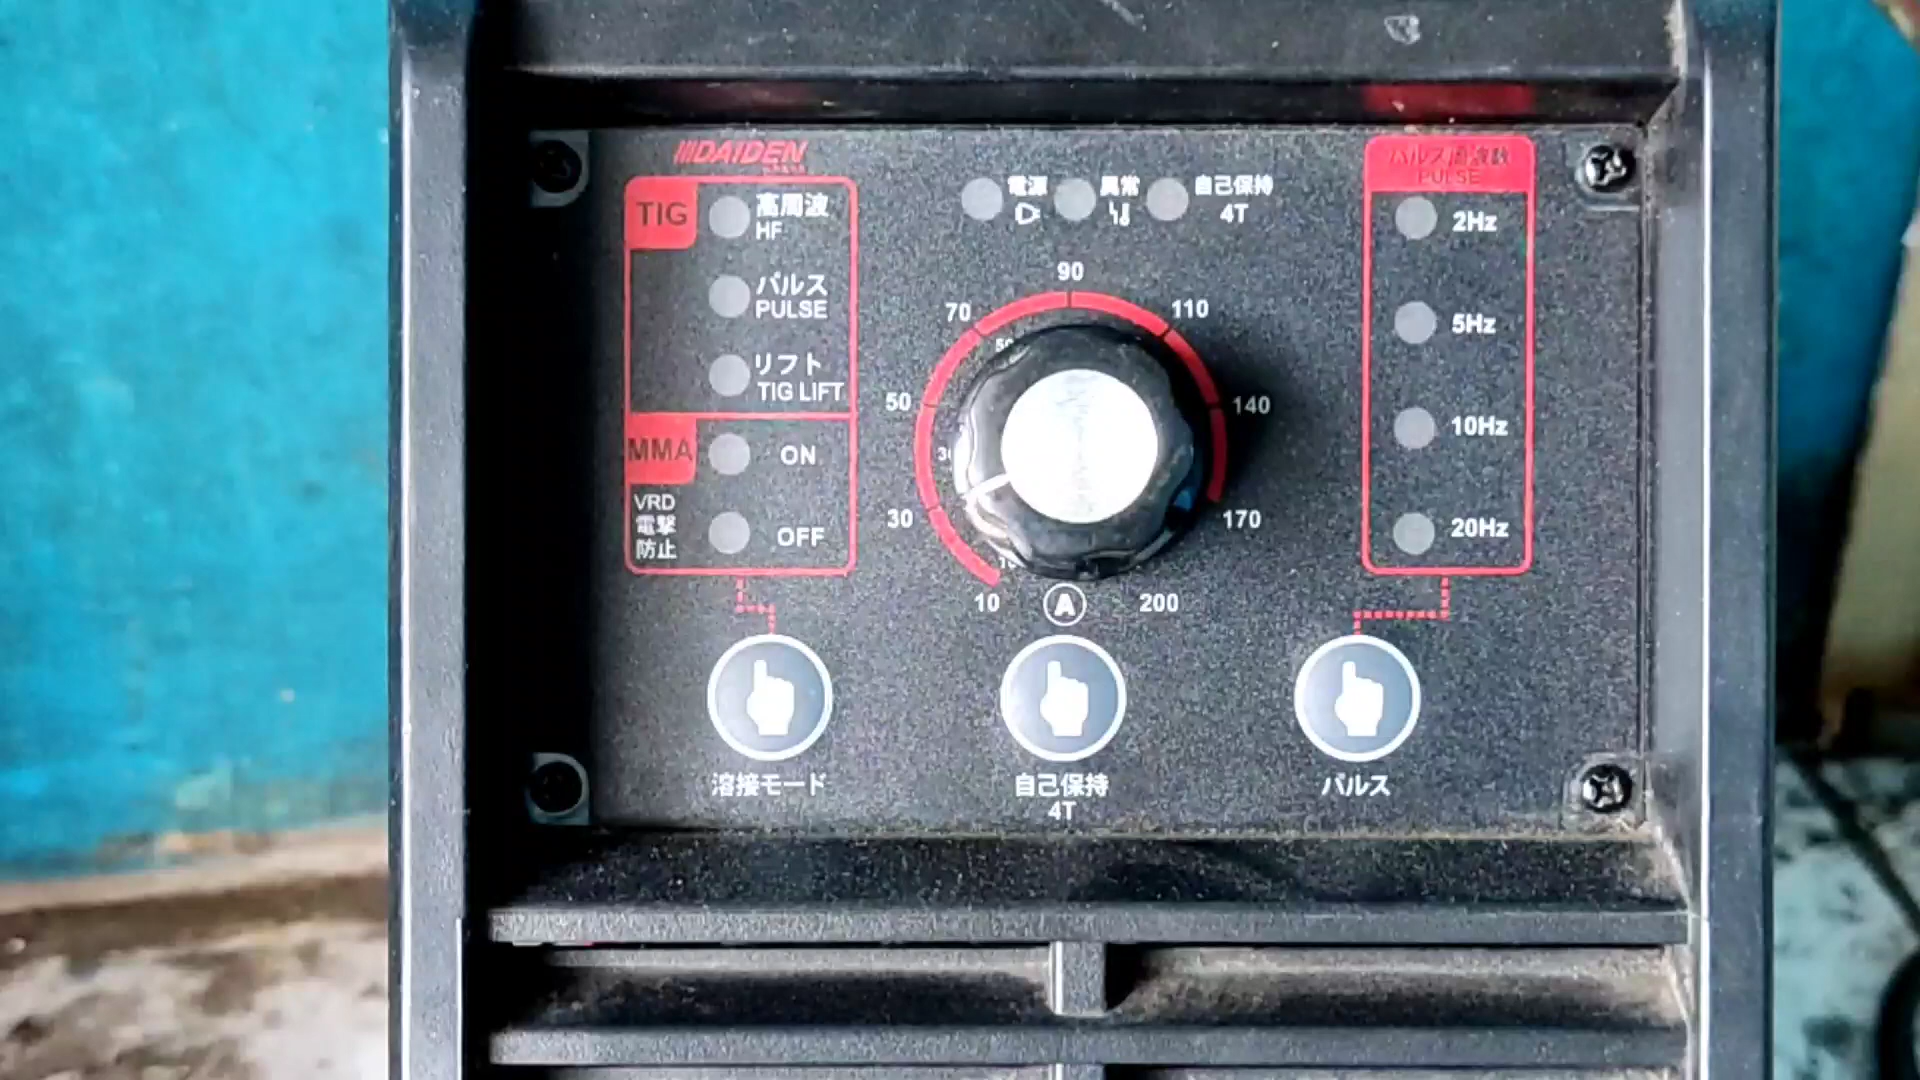 DAIDEN
TIG
高周波
HF
パルス
PULSE
リフト
TIG LIFT
MMA
ON
VRD
電撃
防止
OFF
電源
異常
自己保持
4T
90
70
110
50
140
30
170
10
A
200
パルス周波数
PULSE
2Hz
5Hz
10Hz
20Hz
溶接モード
自己保持
4T
パルス